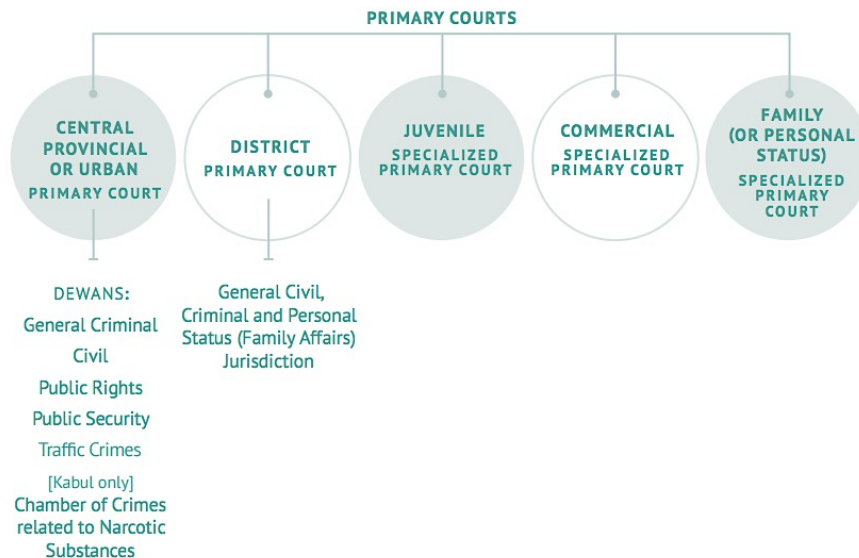 PRIMARY COURTS
CENTRAL
PROVINCIAL
OR URBAN
PRIMARY COURT
DISTRICT
PRIMARY COURT
JUVENILE
SPECIALIZED
PRIMARY COURT
COMMERCIAL
SPECIALIZED
PRIMARY COURT
FAMILY
(OR PERSONAL
STATUS)
SPECIALIZED
PRIMARY
COURT
DEWANS:
General Criminal
Civil
Public Rights
Public Security
Traffic Crimes
[Kabul only]
Chamber of Crimes
related to Narcotic
Substances
General Civil,
Criminal and Personal
Status (Family Affairs)
Jurisdiction